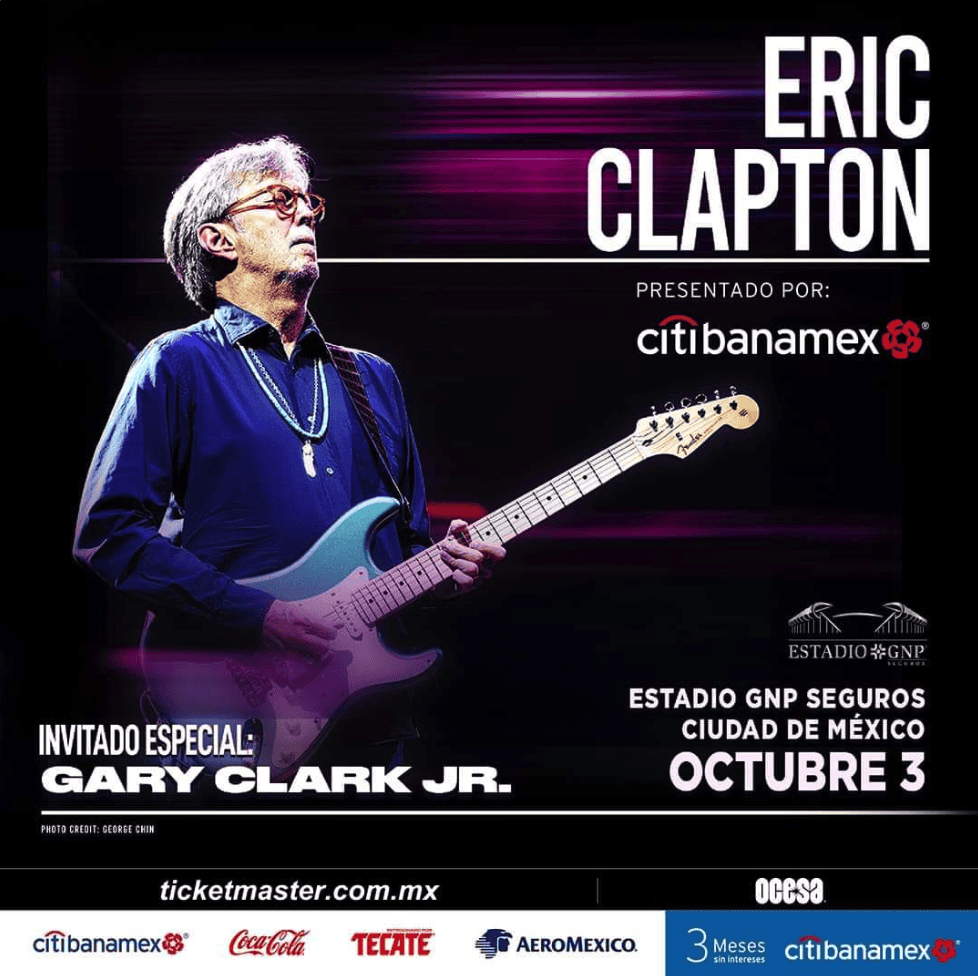 ERIC
CLAPTON
PRESENTADO POR:
citibanamex®
Fender
ESTADIO GNP
SEGUROS
ESTADIO GNP SEGUROS
CIUDAD DE MÉXICO
OCTUBRE 3
INVITADO ESPECIAL:
GARY CLARK JR.
PHOTO CREDIT: GEORGE CHIN
ticketmaster.com.mx
ocesa
citibanamex®
Coca-Cola
PATROCINADO POR
TECATE
AEROMEXICO.
3 Meses
sin intereses
citibanamex®